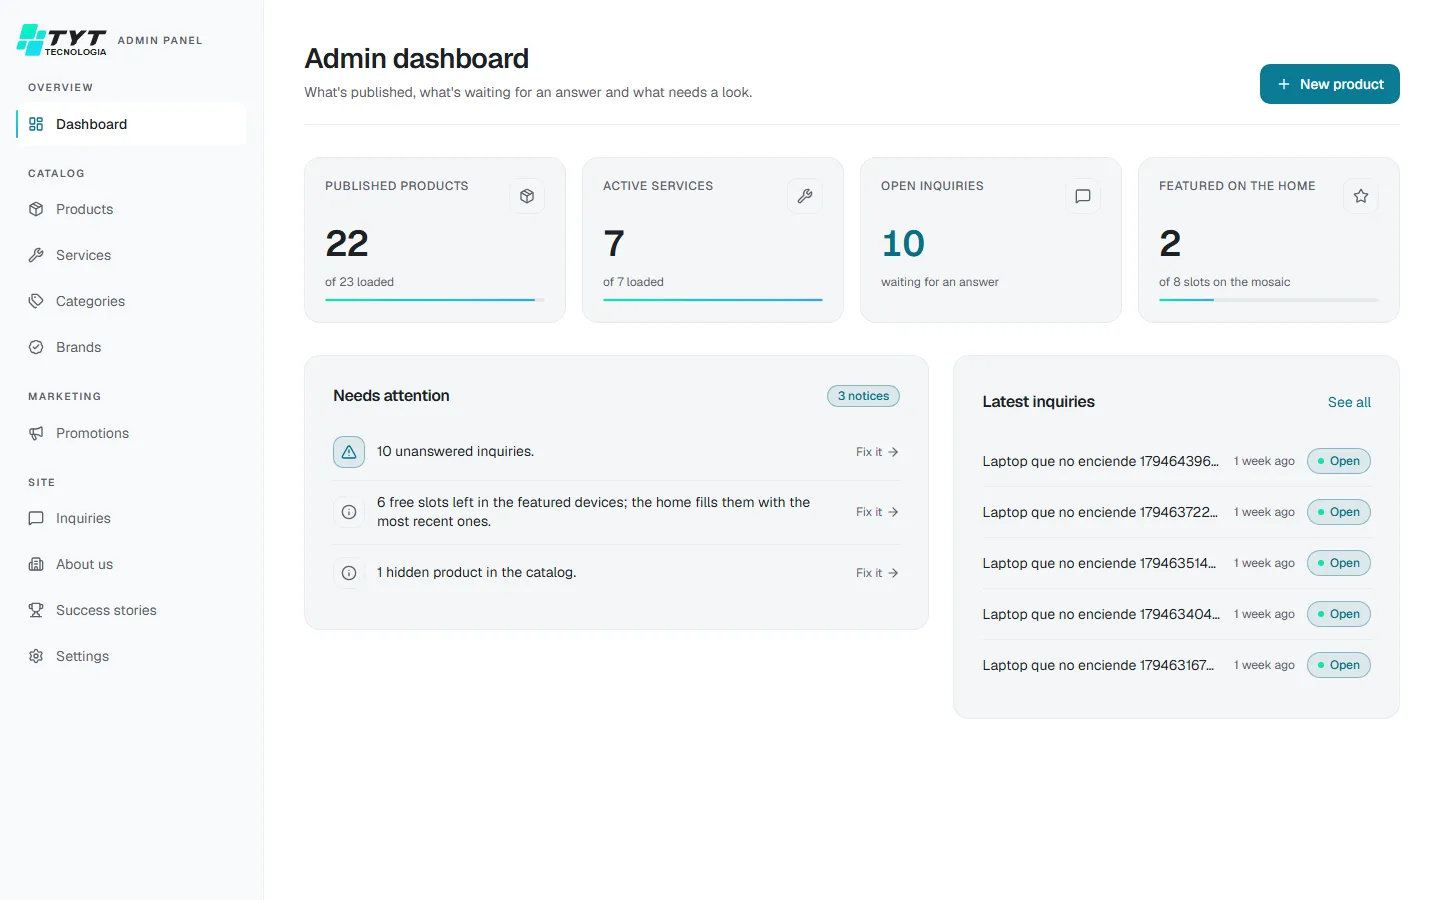 TYT
TECNOLOGIA
ADMIN PANEL
OVERVIEW
Dashboard
CATALOG
Products
Services
Categories
Brands
MARKETING
Promotions
SITE
Inquiries
About us
Success stories
Settings
Admin dashboard
What's published, what's waiting for an answer and what needs a look.
New product
PUBLISHED PRODUCTS
22
of 23 loaded
ACTIVE SERVICES
7
of 7 loaded
OPEN INQUIRIES
10
waiting for an answer
FEATURED ON THE HOME
2
of 8 slots on the mosaic
Needs attention
3 notices
10 unanswered inquiries.
Fix it
6 free slots left in the featured devices; the home fills them with the
most recent ones.
Fix it
1 hidden product in the catalog.
Fix it
Latest inquiries
See all
Laptop que no enciende 179464396... 1 week ago Open
Laptop que no enciende 179463722... 1 week ago Open
Laptop que no enciende 179463514... 1 week ago Open
Laptop que no enciende 179463404... 1 week ago Open
Laptop que no enciende 179463167... 1 week ago Open